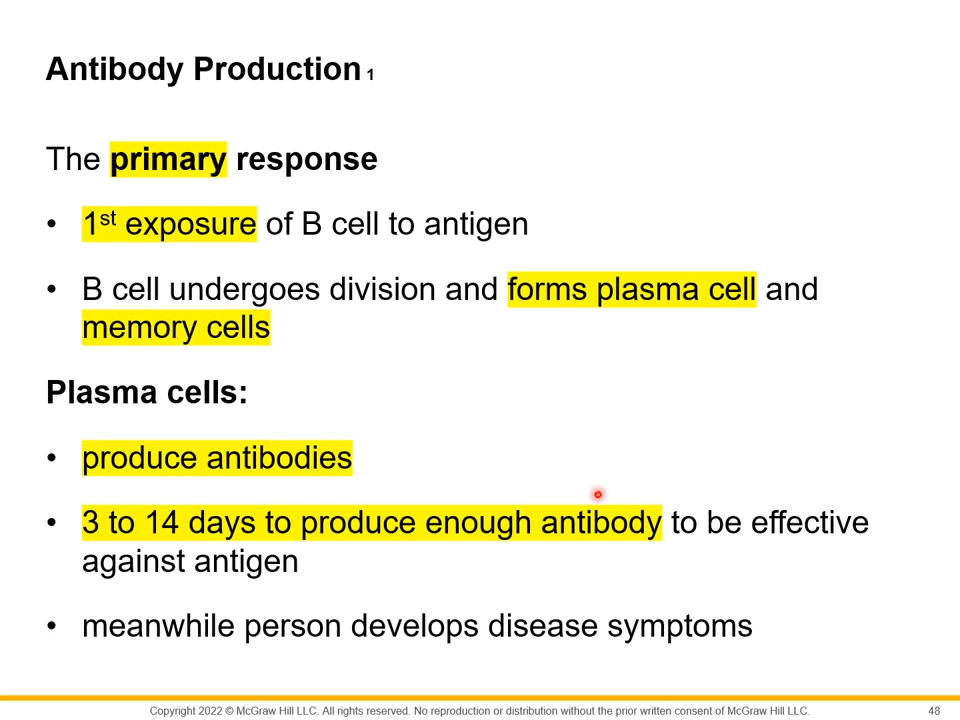 Antibody Production 1
The primary response
• 1st exposure of B cell to antigen
• B cell undergoes division and forms plasma cell and
memory cells
Plasma cells:
• produce antibodies
• 3 to 14 days to produce enough antibody to be effective
against antigen
• meanwhile person develops disease symptoms
Copyright 2022 © McGraw Hill LLC. All rights reserved. No reproduction or distribution without the prior written consent of McGraw Hill LLC. 48